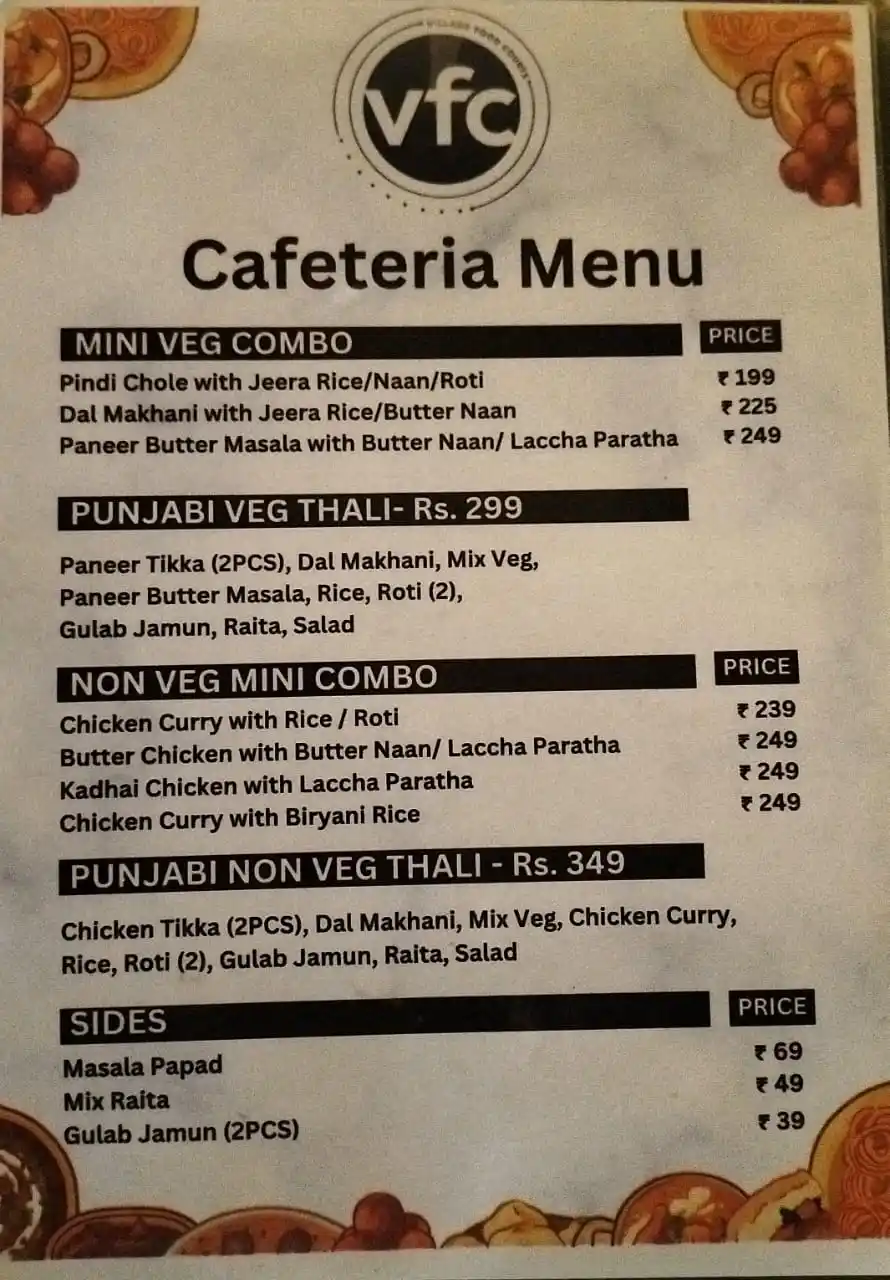 VILLAGE FOOD COURT
vfc
Cafeteria Menu
MINI VEG COMBO PRICE
Pindi Chole with Jeera Rice/Naan/Roti ₹ 199
Dal Makhani with Jeera Rice/Butter Naan ₹ 225
Paneer Butter Masala with Butter Naan/ Laccha Paratha ₹ 249
PUNJABI VEG THALI- Rs. 299
Paneer Tikka (2PCS), Dal Makhani, Mix Veg,
Paneer Butter Masala, Rice, Roti (2),
Gulab Jamun, Raita, Salad
NON VEG MINI COMBO PRICE
Chicken Curry with Rice / Roti ₹ 239
Butter Chicken with Butter Naan/ Laccha Paratha ₹ 249
Kadhai Chicken with Laccha Paratha ₹ 249
Chicken Curry with Biryani Rice ₹ 249
PUNJABI NON VEG THALI - Rs. 349
Chicken Tikka (2PCS), Dal Makhani, Mix Veg, Chicken Curry,
Rice, Roti (2), Gulab Jamun, Raita, Salad
SIDES PRICE
Masala Papad ₹ 69
Mix Raita ₹ 49
Gulab Jamun (2PCS) ₹ 39